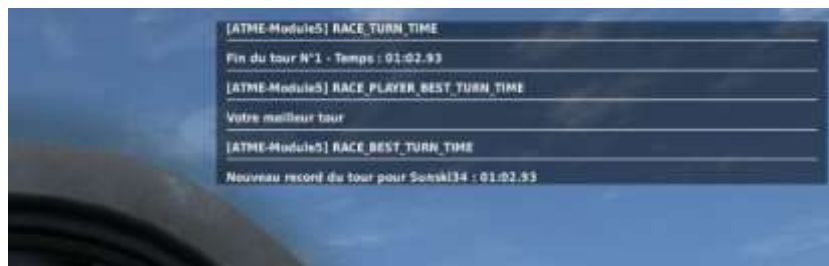 [ATME-Module5] RACE_TURN_TIME
Fin du tour N°1 - Temps : 01:02.93
[ATME-Module5] RACE_PLAYER_BEST_TURN_TIME
Votre meilleur tour
[ATME-Module5] RACE_BEST_TURN_TIME
Nouveau record du tour pour Sunski34 : 01:02.93